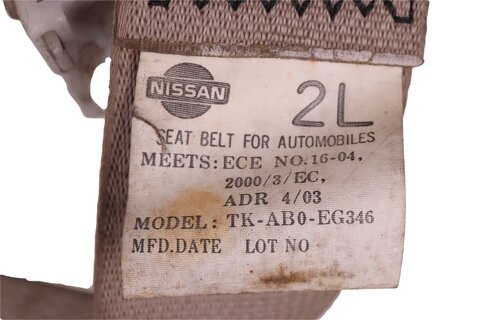 NISSAN
2L
SEAT BELT FOR AUTOMOBILES
MEETS: ECE NO.16-04,
2000/3/EC,
ADR 4/03
MODEL: TK-AB0-EG346
MFD.DATE LOT NO